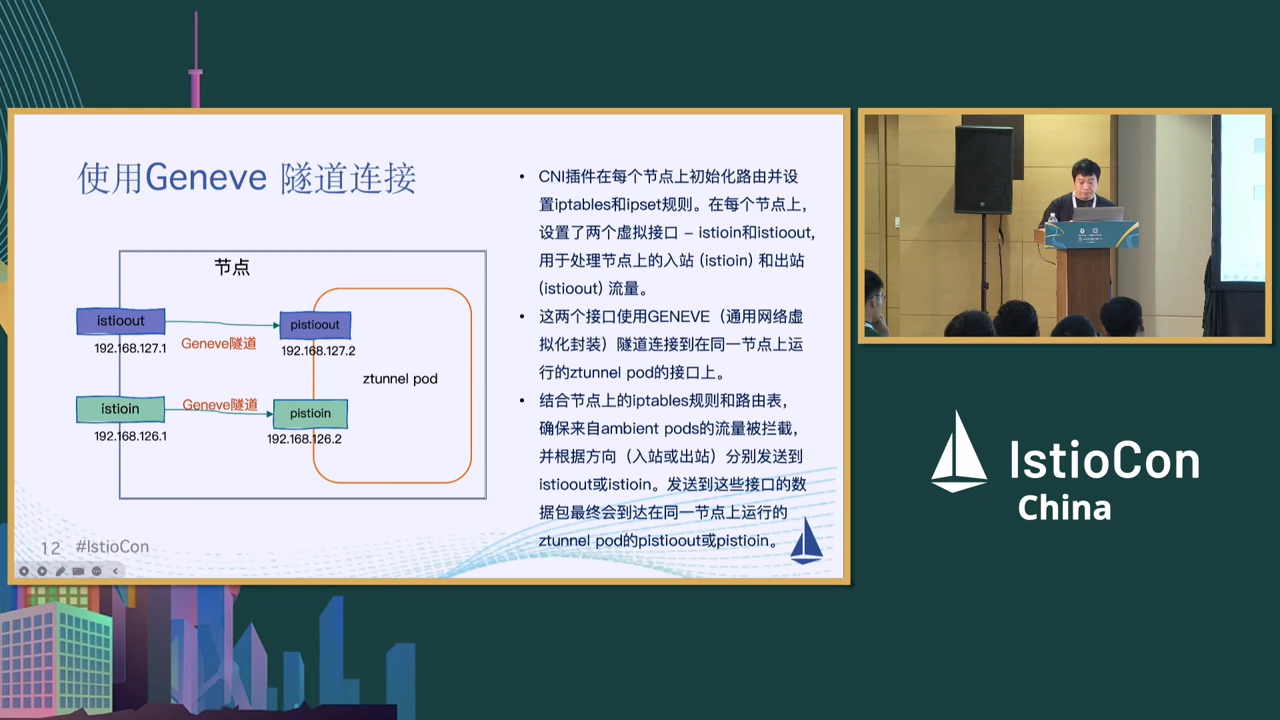 使用Geneve 隧道连接
节点
istioout
pistioout
192.168.127.1
Geneve隧道
192.168.127.2
ztunnel pod
istioin
Geneve隧道
pistioin
192.168.126.1
192.168.126.2
• CNI插件在每个节点上初始化路由并设
置iptables和ipset规则。在每个节点上，
设置了两个虚拟接口 – istioin和istioout,
用于处理节点上的入站 (istioin) 和出站
(istioout) 流量。
• 这两个接口使用GENEVE（通用网络虚
拟化封装）隧道连接到在同一节点上运
行的ztunnel pod的接口上。
• 结合节点上的iptables规则和路由表，
确保来自ambient pods的流量被拦截，
并根据方向（入站或出站）分别发送到
istioout或istioin。发送到这些接口的数
据包最终会到达在同一节点上运行的
ztunnel pod的pistioout或pistioin。
12 #IstioCon
IstioCon
China